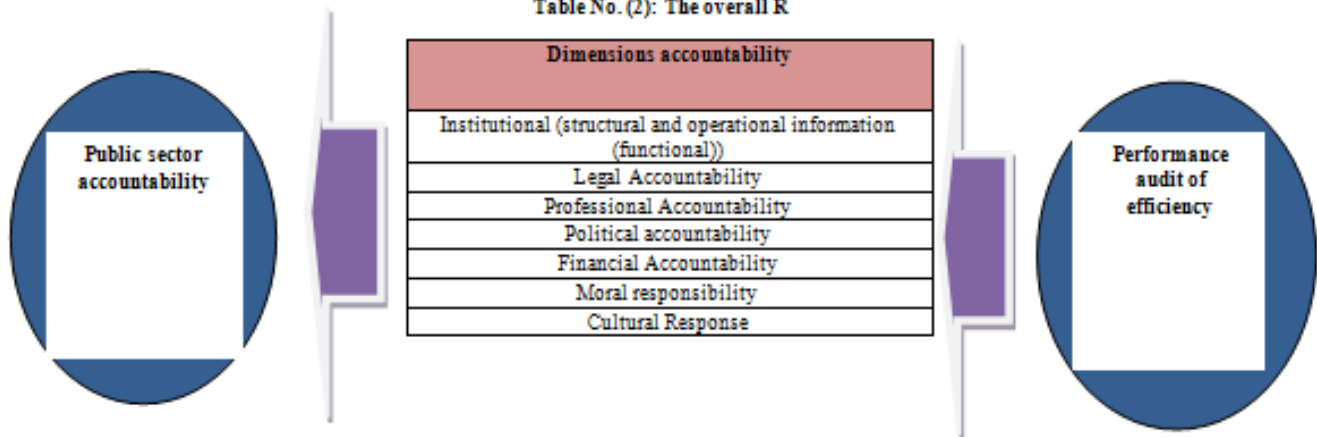 Table No. (2): The overall R
Dimensions accountability
Institutional (structural and operational information
(functional))
Legal Accountability
Professional Accountability
Political accountability
Financial Accountability
Moral responsibility
Cultural Response
Public sector
accountability
Performance
audit of
efficiency